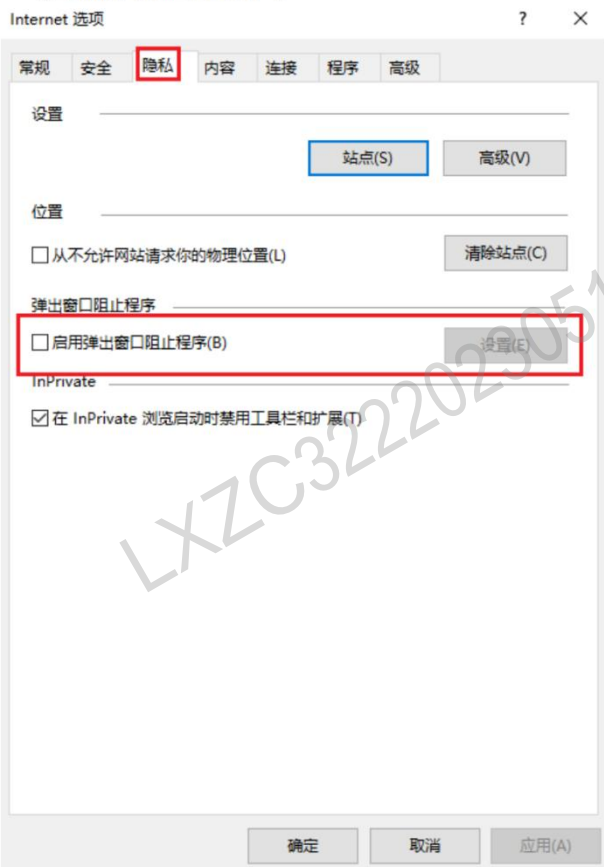 Internet 选项 ? ×
常规 安全 隐私 内容 连接 程序 高级
设置
站点(S) 高级(V)
位置
从不允许网站请求你的物理位置(L) 清除站点(C)
弹出窗口阻止程序
启用弹出窗口阻止程序(B) 设置(E)
InPrivate
在 InPrivate 浏览启动时禁用工具栏和扩展(T)
LXZC3222023051
确定 取消 应用(A)